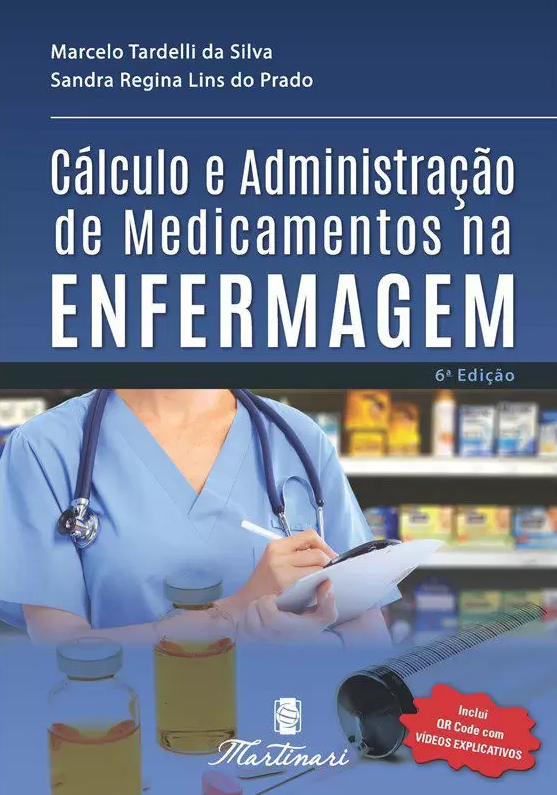 Marcelo Tardelli da Silva
Sandra Regina Lins do Prado
Cálculo e Administração
de Medicamentos na
ENFERMAGEM
6ª Edição
Inclui
QR Code com
VÍDEOS EXPLICATIVOS
Martinari